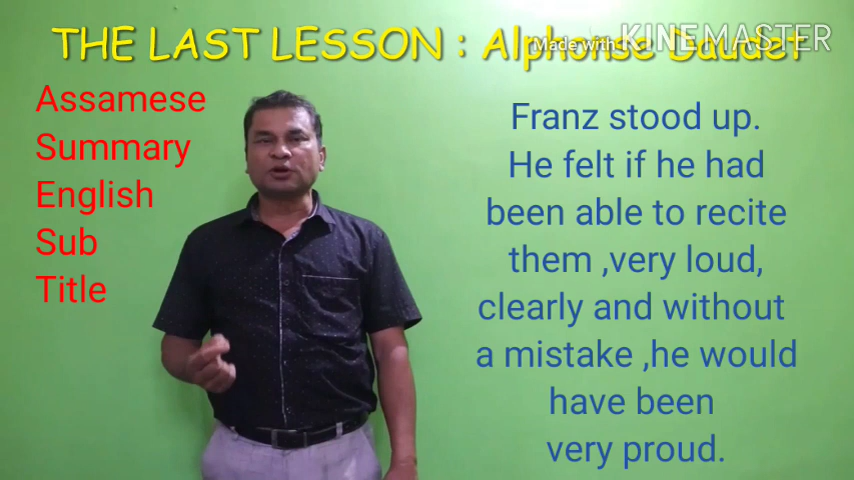 THE LAST LESSON : Alphonse Daudet
Made with KINEMASTER
Assamese
Summary
English
Sub
Title
Franz stood up.
He felt if he had
been able to recite
them ,very loud,
clearly and without
a mistake ,he would
have been
very proud.